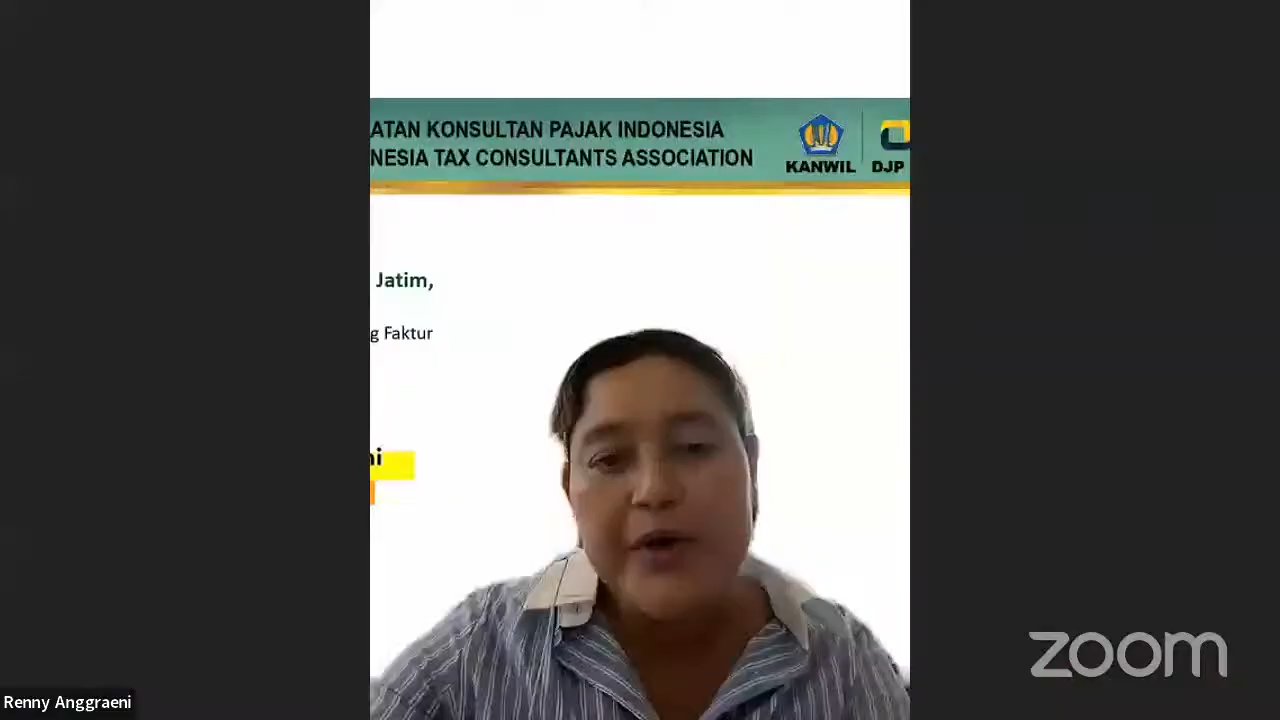 ATAN KONSULTAN PAJAK INDONESIA
NESIA TAX CONSULTANTS ASSOCIATION
KANWIL
DJP
Jatim,
g Faktur
ni
zoom
Renny Anggraeni